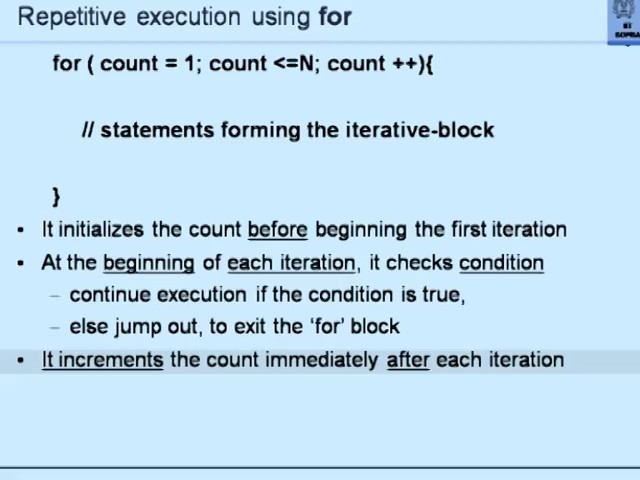 Repetitive execution using for
for ( count = 1; count <=N; count ++){
// statements forming the iterative-block
}
• It initializes the count before beginning the first iteration
• At the beginning of each iteration, it checks condition
– continue execution if the condition is true,
– else jump out, to exit the 'for' block
• It increments the count immediately after each iteration